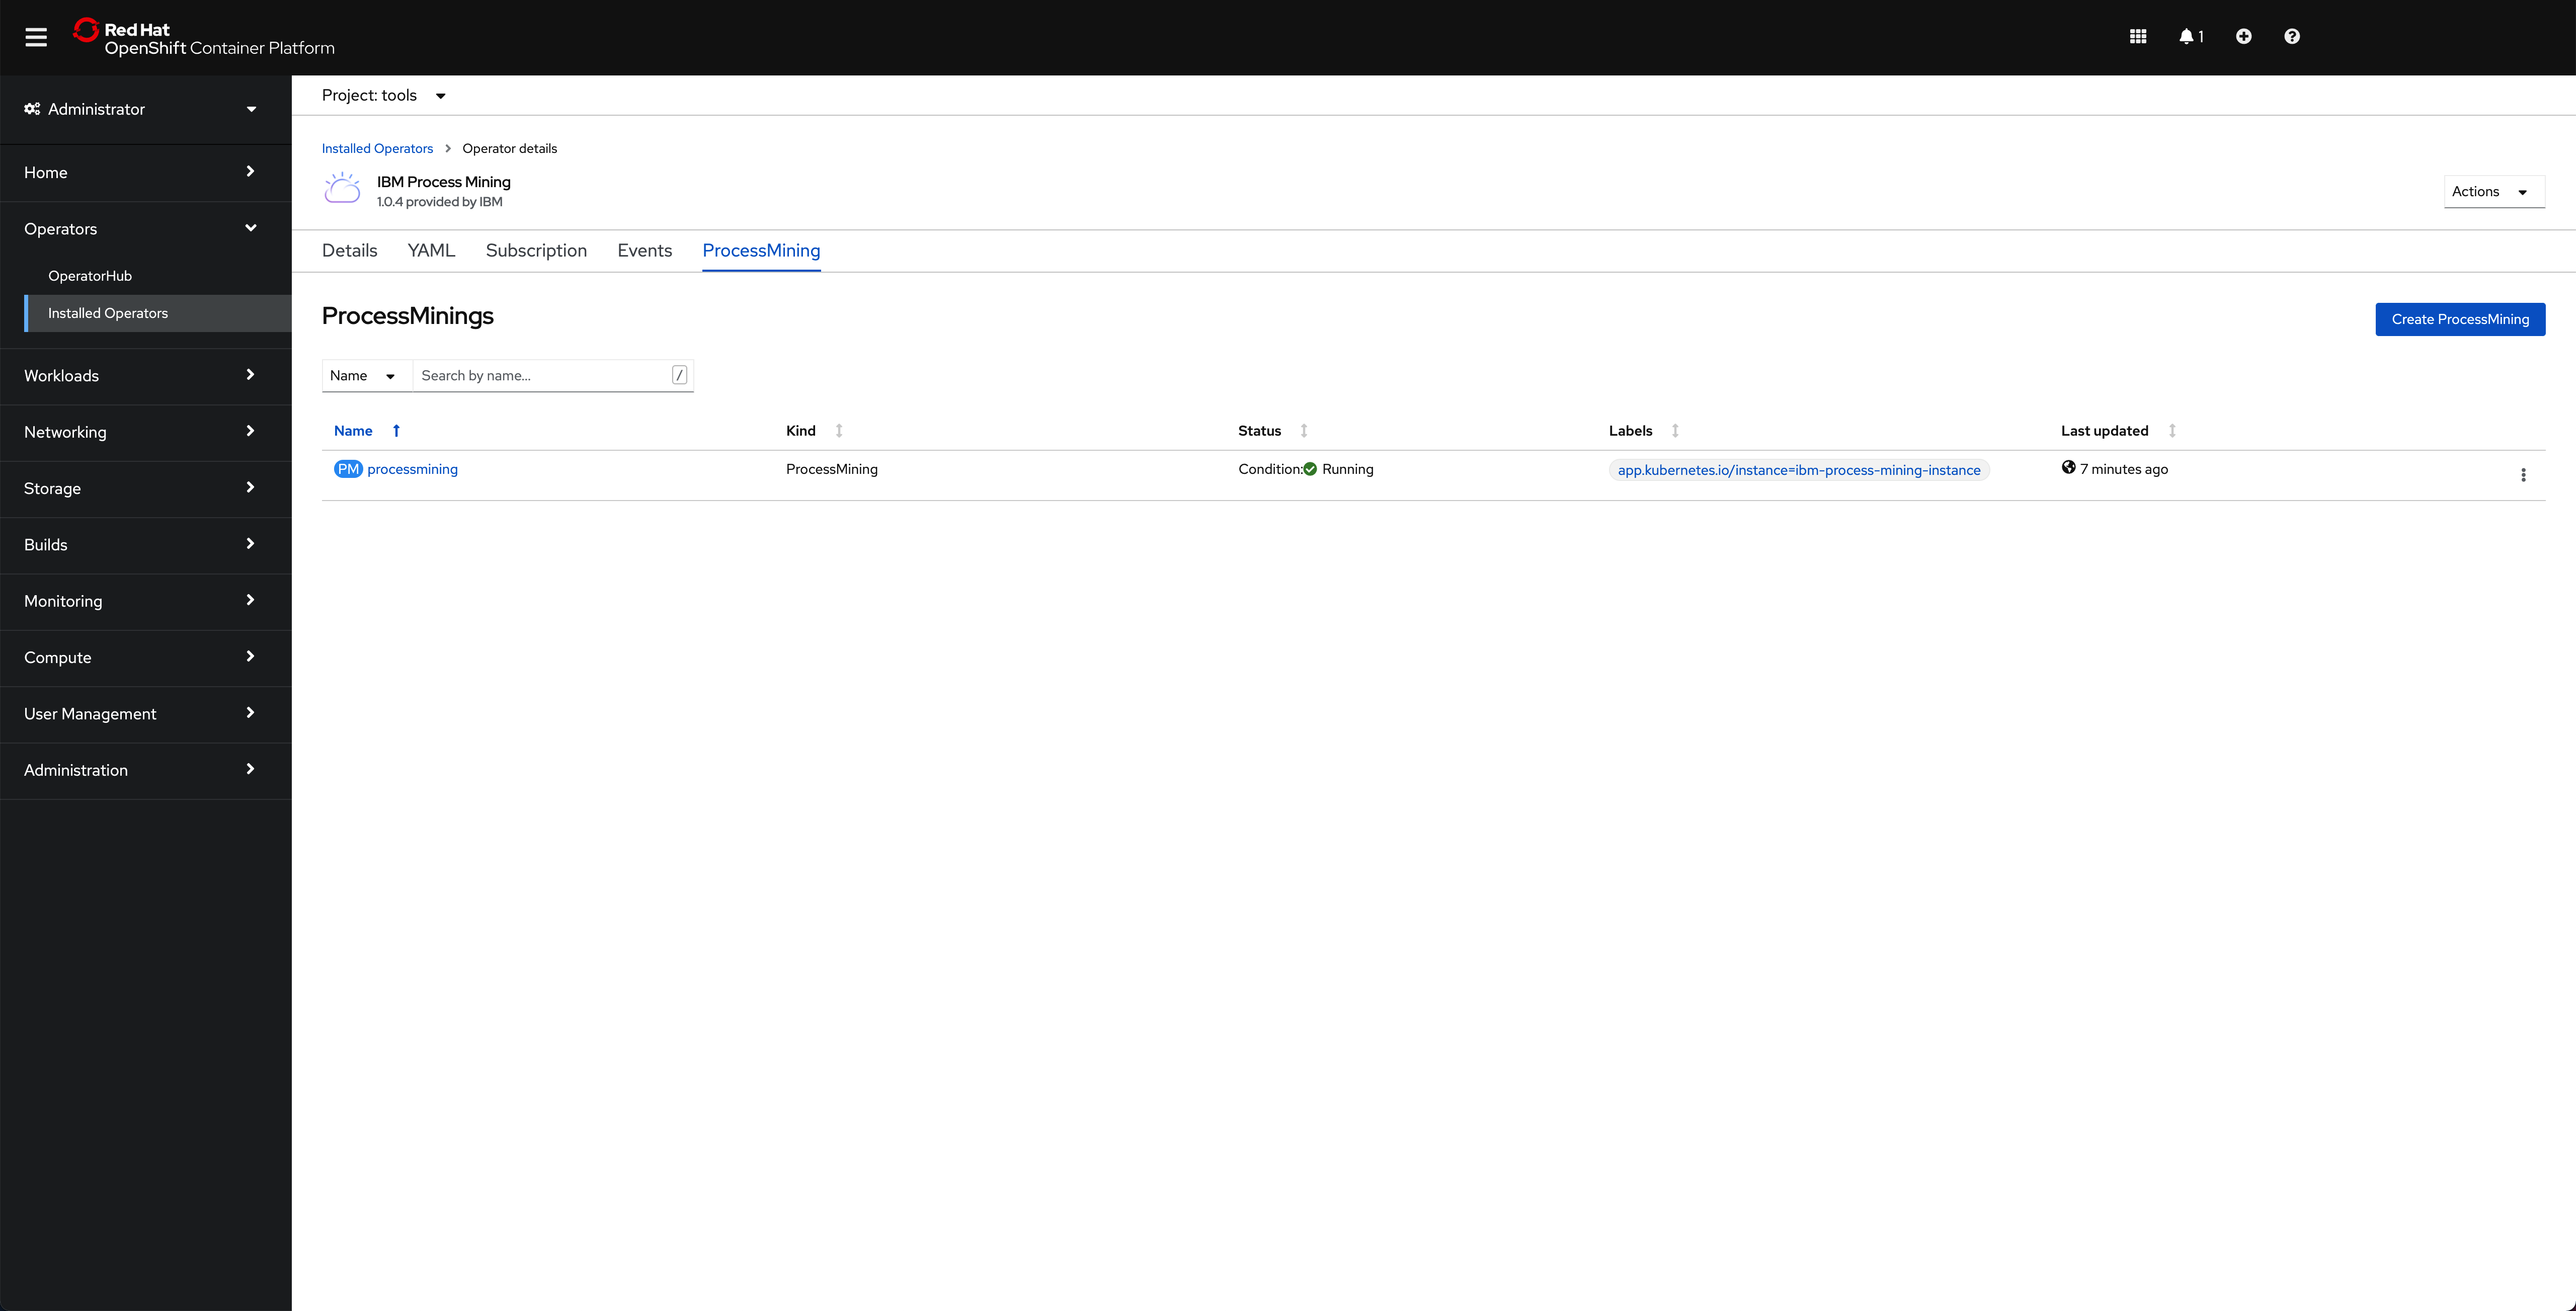 Red Hat
OpenShift Container Platform
1
Administrator
Home
Operators
OperatorHub
Installed Operators
Workloads
Networking
Storage
Builds
Monitoring
Compute
User Management
Administration
Project: tools
Installed Operators > Operator details
IBM Process Mining
1.0.4 provided by IBM
Actions
Details YAML Subscription Events ProcessMining
ProcessMinings
Create ProcessMining
Name Search by name... /
Name Kind Status Labels Last updated
PM processmining ProcessMining Condition: Running app.kubernetes.io/instance=ibm-process-mining-instance 7 minutes ago